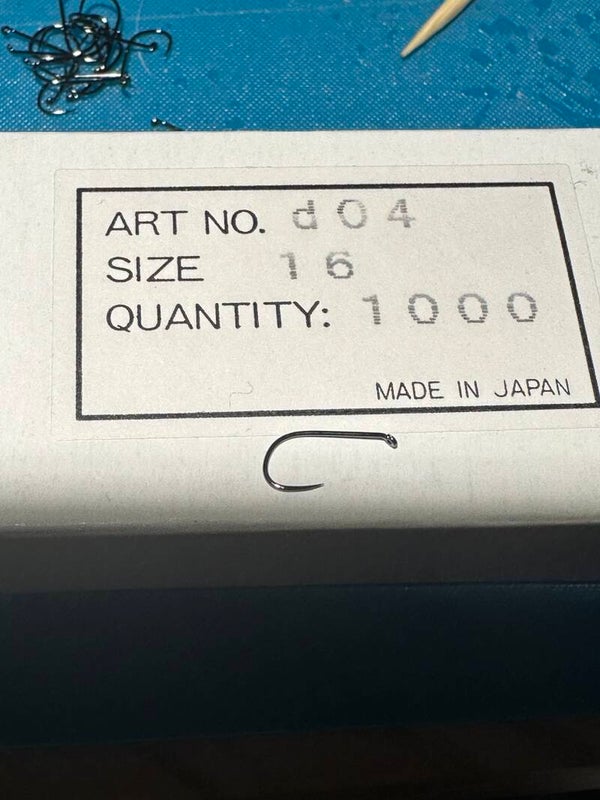 ART NO. d04
SIZE 16
QUANTITY: 1000
MADE IN JAPAN